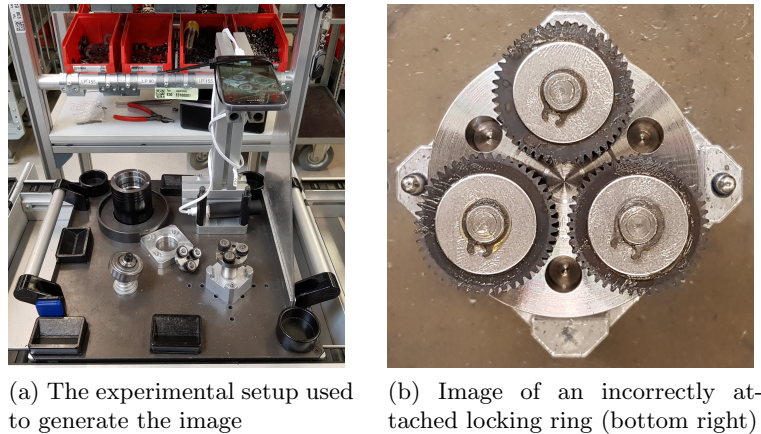 (a) The experimental setup used
to generate the image
(b) Image of an incorrectly at-
tached locking ring (bottom right)